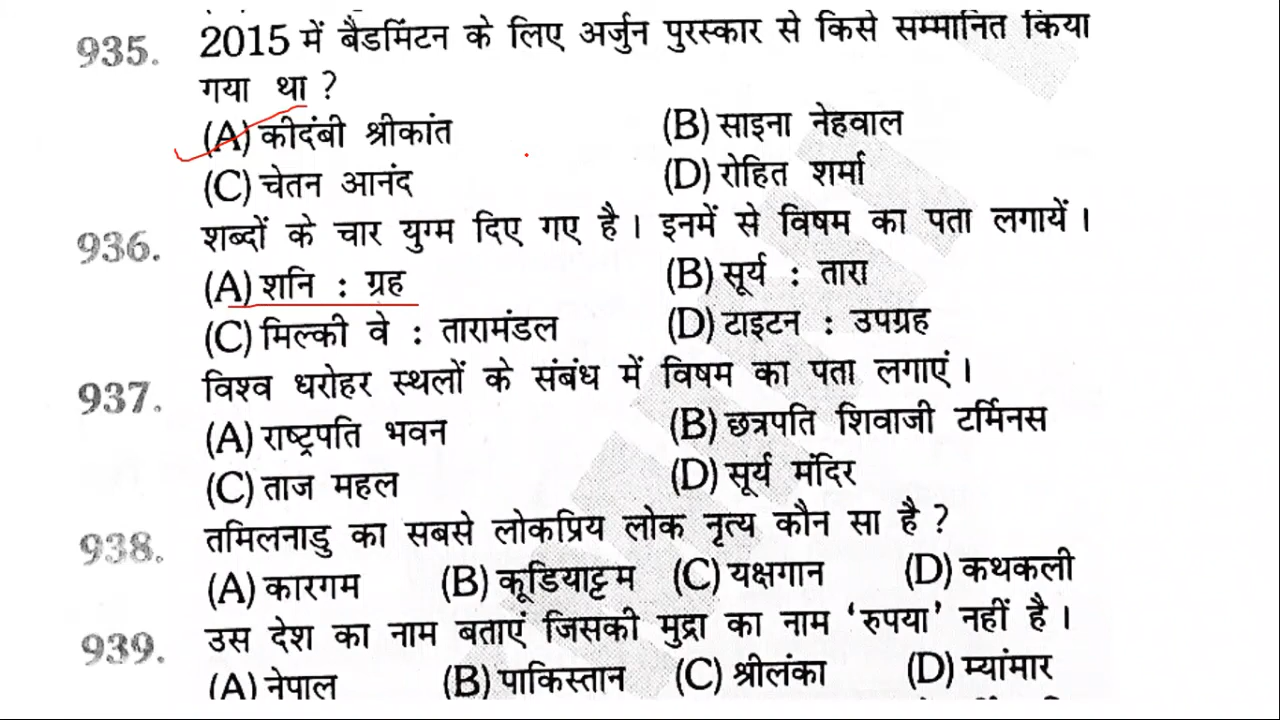 935. 2015 में बैडमिंटन के लिए अर्जुन पुरस्कार से किसे सम्मानित किया
गया था ?
(A) कीदंबी श्रीकांत (B) साइना नेहवाल
(C) चेतन आनंद (D) रोहित शर्मा
936. शब्दों के चार युग्म दिए गए है । इनमें से विषम का पता लगायें ।
(A) शनि : ग्रह (B) सूर्य : तारा
(C) मिल्की वे : तारामंडल (D) टाइटन : उपग्रह
937. विश्व धरोहर स्थलों के संबंध में विषम का पता लगाएं ।
(A) राष्ट्रपति भवन (B) छत्रपति शिवाजी टर्मिनस
(C) ताज महल (D) सूर्य मंदिर
938. तमिलनाडु का सबसे लोकप्रिय लोक नृत्य कौन सा है ?
(A) कारगम (B) कूडियाट्टम (C) यक्षगान (D) कथकली
939. उस देश का नाम बताएं जिसकी मुद्रा का नाम ‘रुपया’ नहीं है ।
(A) नेपाल (B) पाकिस्तान (C) श्रीलंका (D) म्यांमार